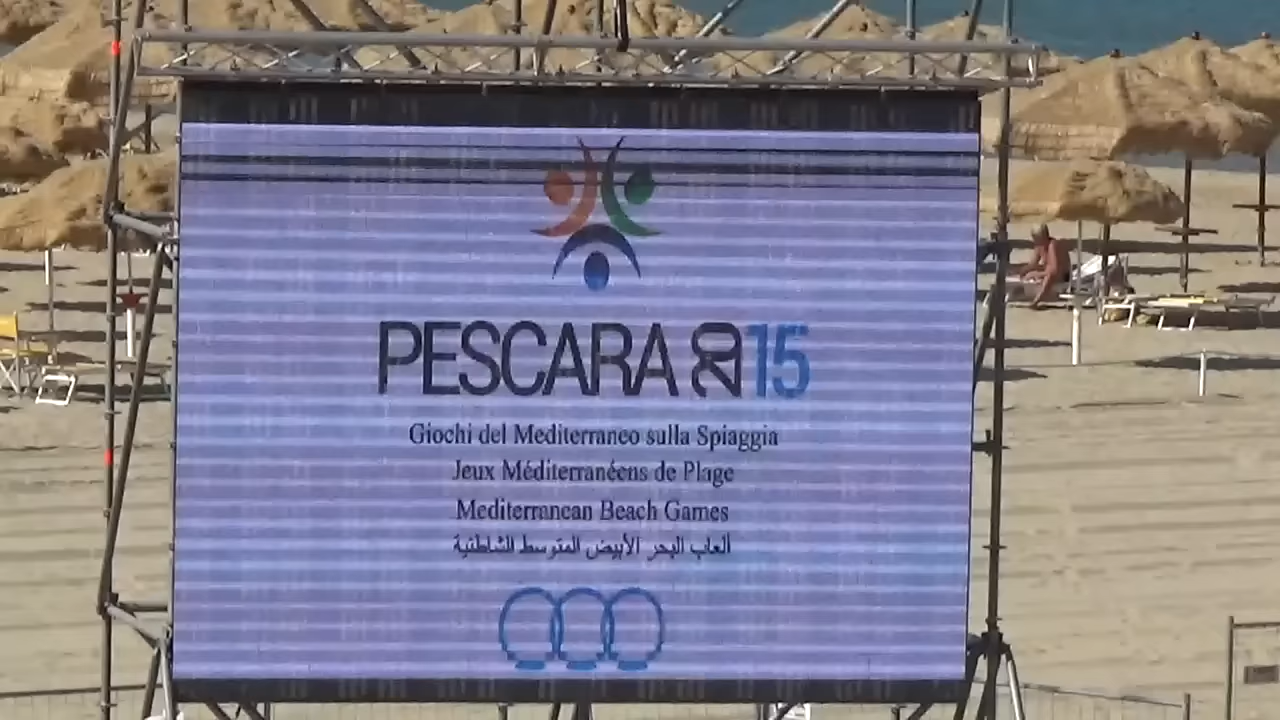 PESCARA 2015
Giochi del Mediterraneo sulla Spiaggia
Jeux Méditerranéens de Plage
Mediterranean Beach Games
ألعاب البحر الأبيض المتوسط الشاطئية